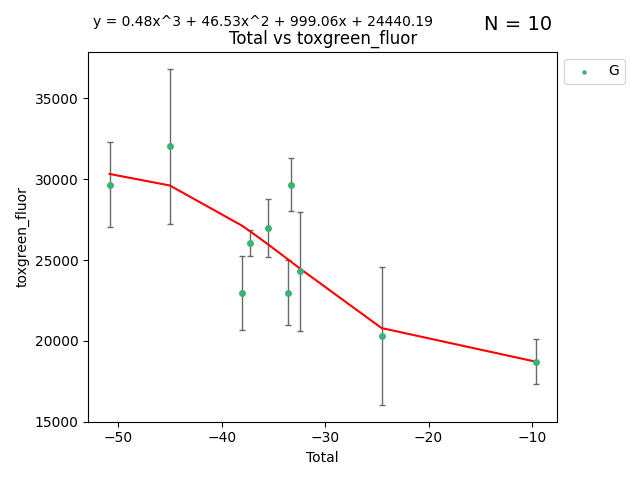 y = 0.48x^3 + 46.53x^2 + 999.06x + 24440.19
N = 10
Total vs toxgreen_fluor
G
toxgreen_fluor
35000
30000
25000
20000
15000
−50
−40
−30
−20
−10
Total